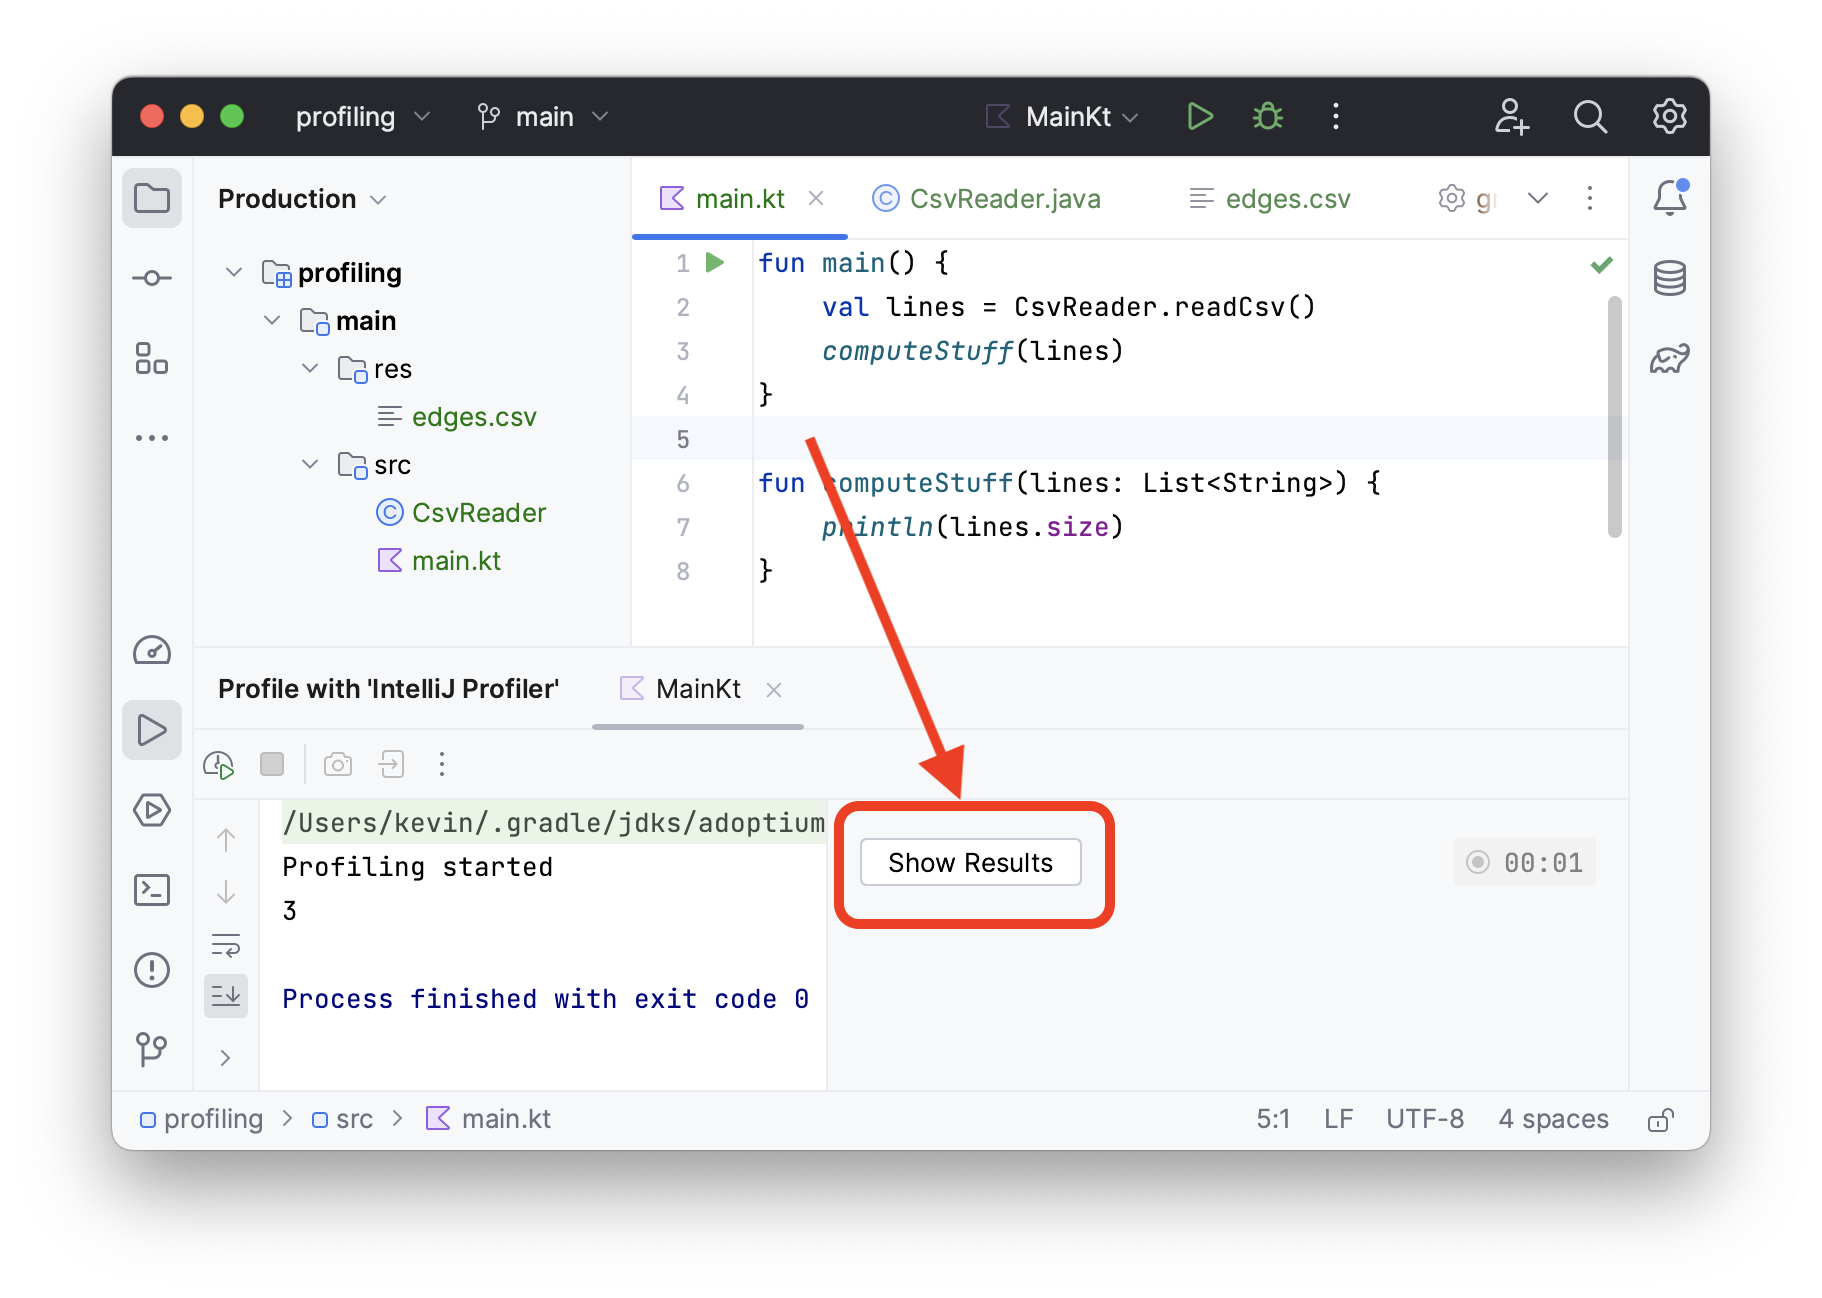 profiling main MainKt
Production
profiling
main
res
edges.csv
src
CsvReader
main.kt
main.kt CsvReader.java edges.csv
1 fun main() {
2 val lines = CsvReader.readCsv()
3 computeStuff(lines)
4 }
5
6 fun computeStuff(lines: List<String>) {
7 println(lines.size)
8 }
Profile with 'IntelliJ Profiler' MainKt
/Users/kevin/.gradle/jdks/adoptium
Profiling started
3
Process finished with exit code 0
Show Results
00:01
profiling > src > main.kt 5:1 LF UTF-8 4 spaces